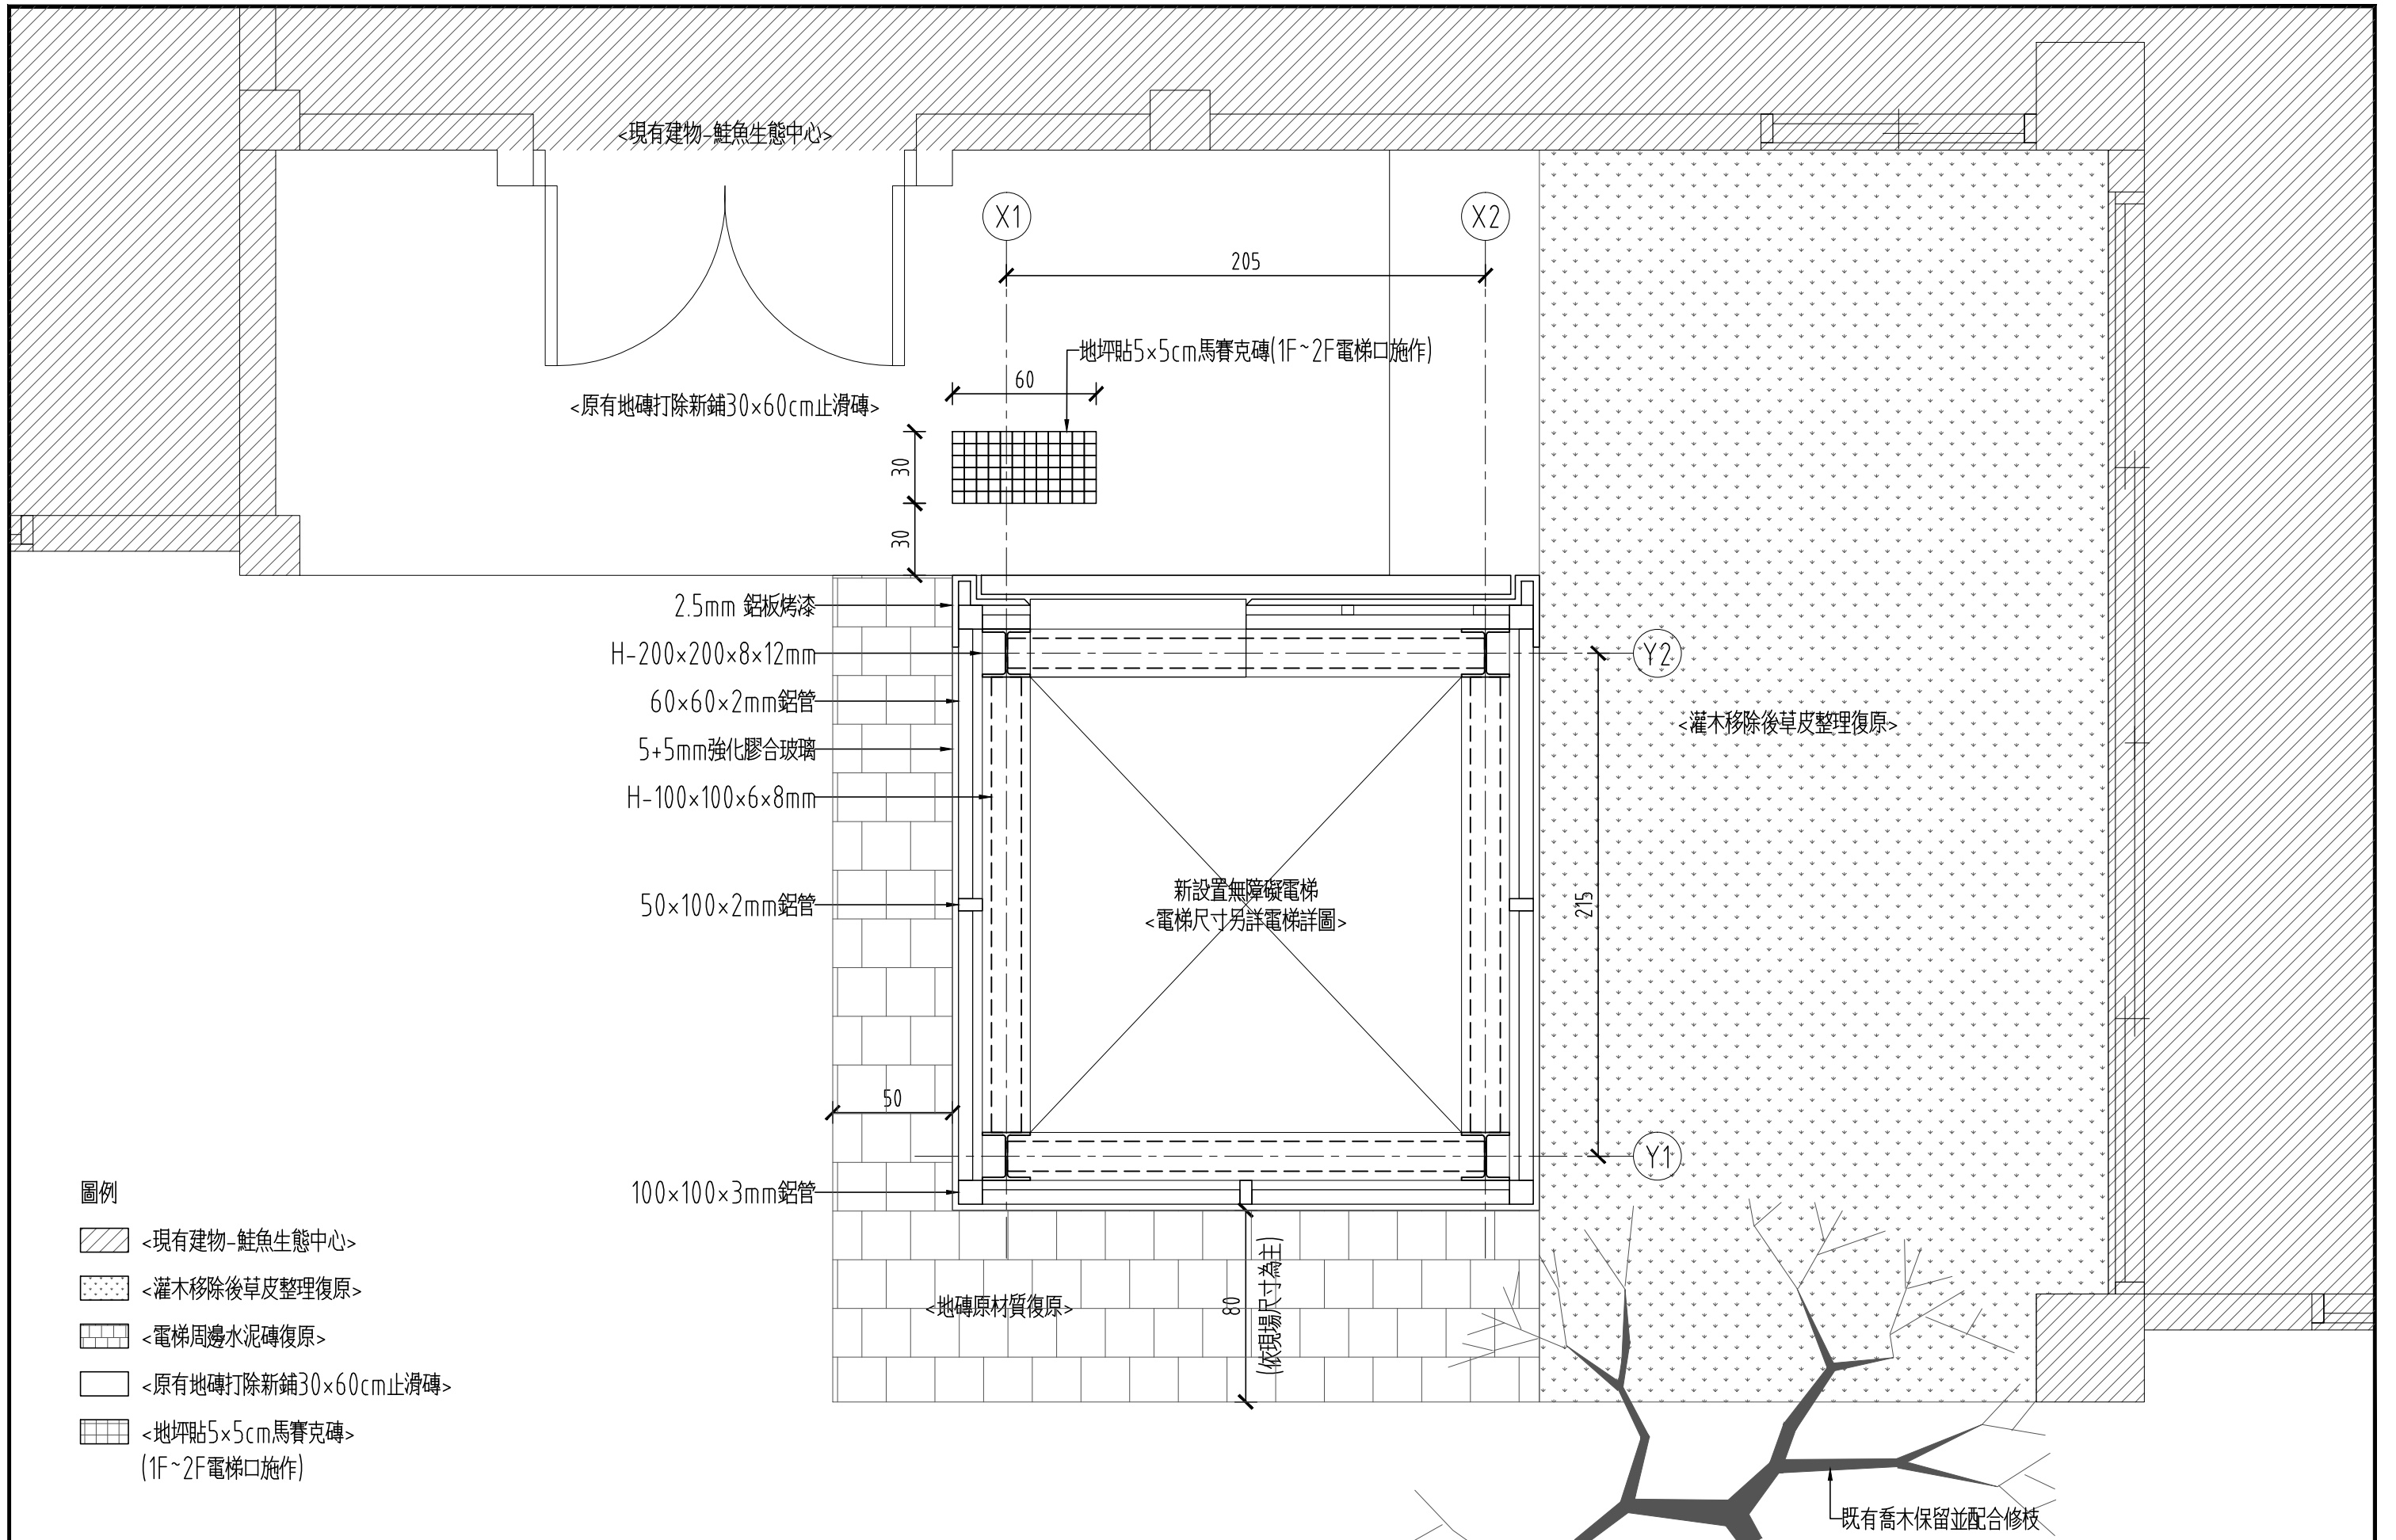 <現有建物-鮭魚生態中心>
X1
X2
205
地坪貼5×5cm馬賽克磚(1F~2F電梯口施作)
60
<原有地磚打除新鋪30×60cm止滑磚>
30
30
2.5mm 鋁板烤漆
H-200×200×8×12mm
Y2
60×60×2mm鋁管
<灌木移除後草皮整理復原>
5+5mm強化膠合玻璃
H-100×100×6×8mm
新設置無障礙電梯
50×100×2mm鋁管
215
<電梯尺寸另詳電梯詳圖>
50
Y1
100×100×3mm鋁管
80
(依現場尺寸為主)
<地磚原材質復原>
圖例
<現有建物-鮭魚生態中心>
<灌木移除後草皮整理復原>
<電梯周邊水泥磚復原>
<原有地磚打除新鋪30×60cm止滑磚>
<地坪貼5×5cm馬賽克磚>
(1F~2F電梯口施作)
既有喬木保留並配合修枝